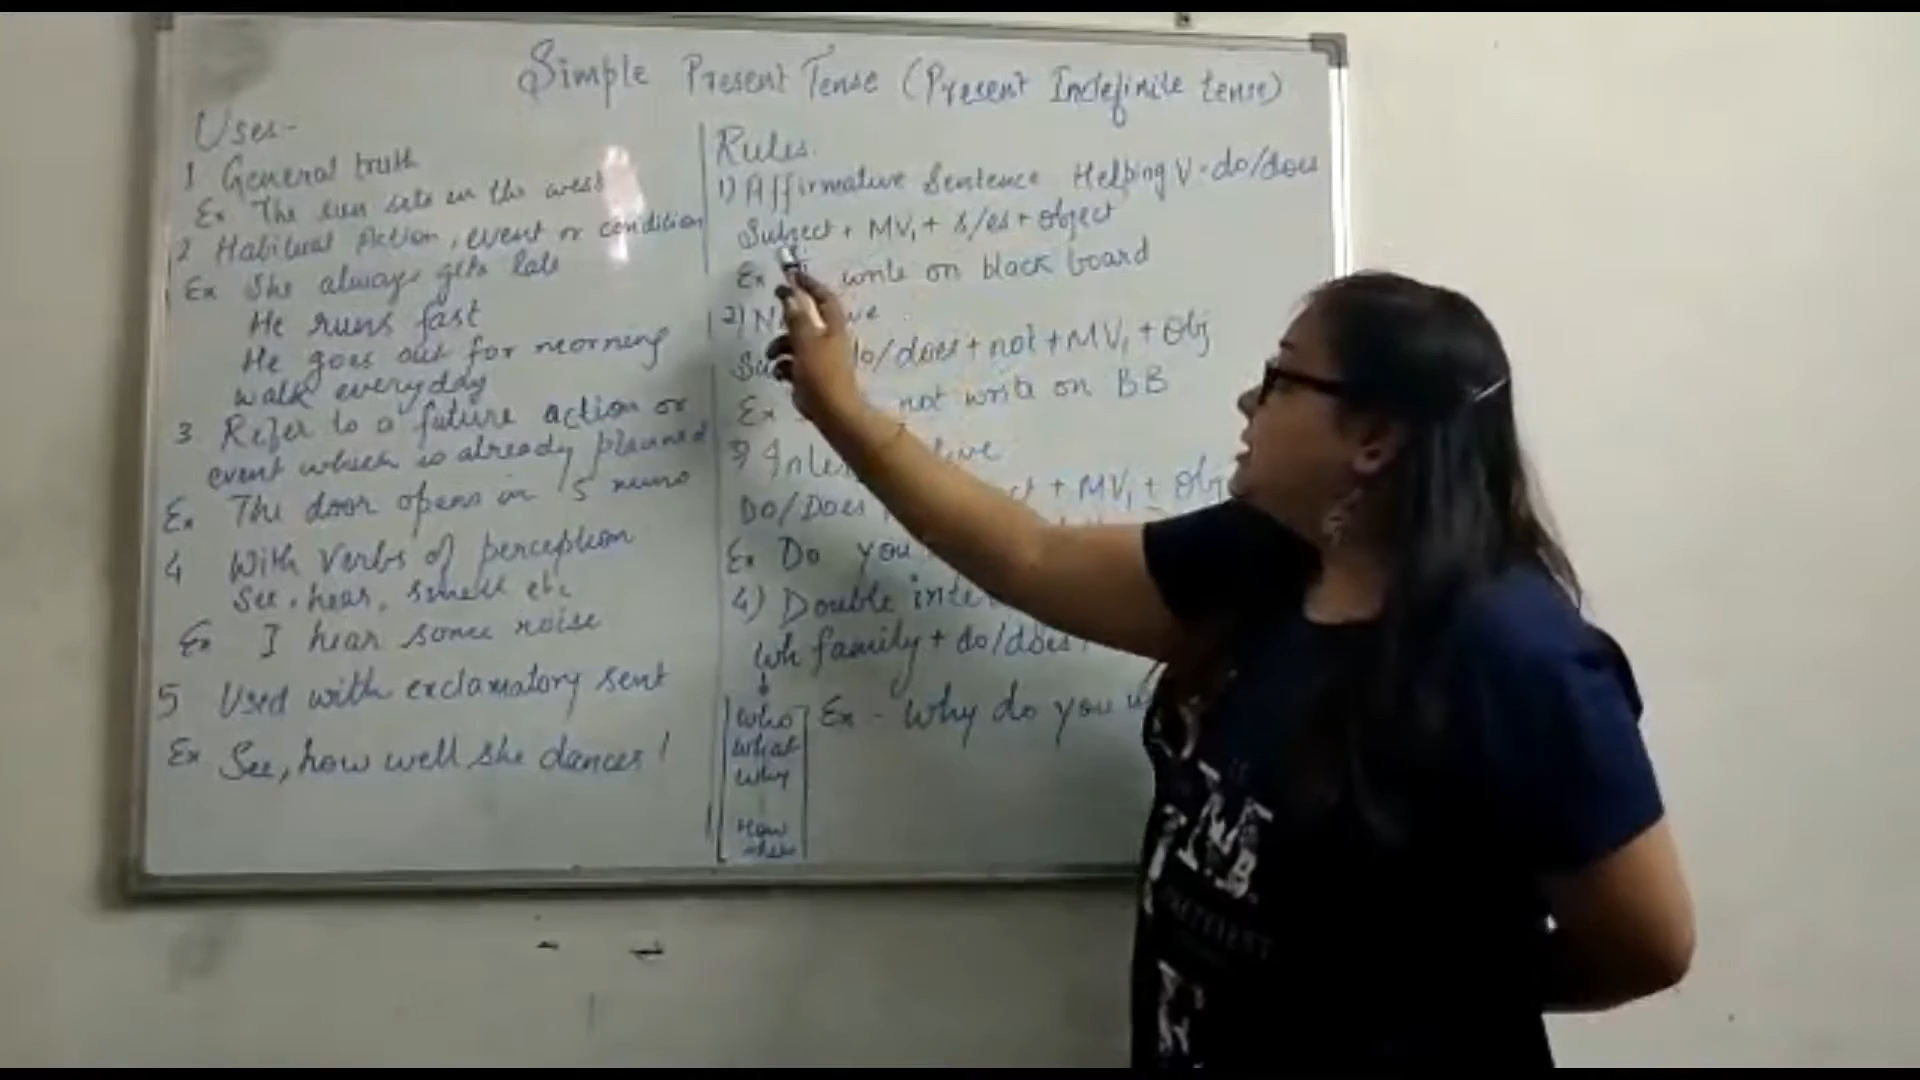 Simple Present Tense (Present Indefinite tense)
Uses-
1 General truth
Ex The sun sets in the west
2 Habitual Action, event or condition
Ex She always gets late
He runs fast
He goes out for morning
walk everyday
3 Refer to a future action or
event which is already planned
Ex The door opens in 5 mins
4 With Verbs of perception
See, hear, smell etc
Ex I hear some noise
5 Used with exclamatory sent
Ex See, how well she dances!
Rules.
1) Affirmative Sentence Helping V-do/does
Subject + MV1 + s/es + object
Ex write on black board
2)
do/does + not + MV1 + Obj
Ex not write on BB
3)
Do/Does + MV1 + Obj
Ex Do you
4) Double
Wh family + do/does
↓
Who
What
Why
How
Ex - Why do you